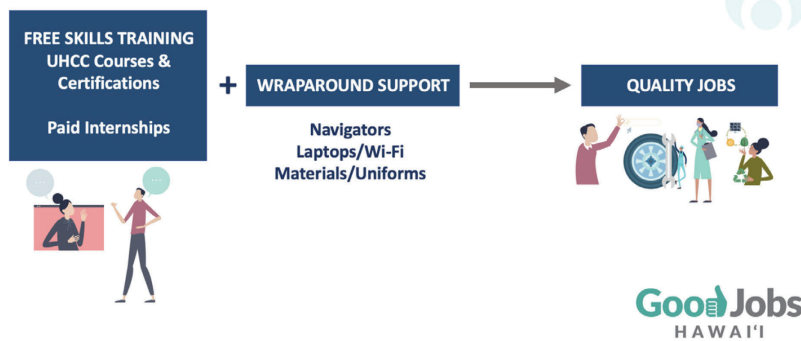 FREE SKILLS TRAINING
UHCC Courses &
Certifications
Paid Internships
+
WRAPAROUND SUPPORT
Navigators
Laptops/Wi-Fi
Materials/Uniforms
QUALITY JOBS
Good Jobs
HAWAIʻI